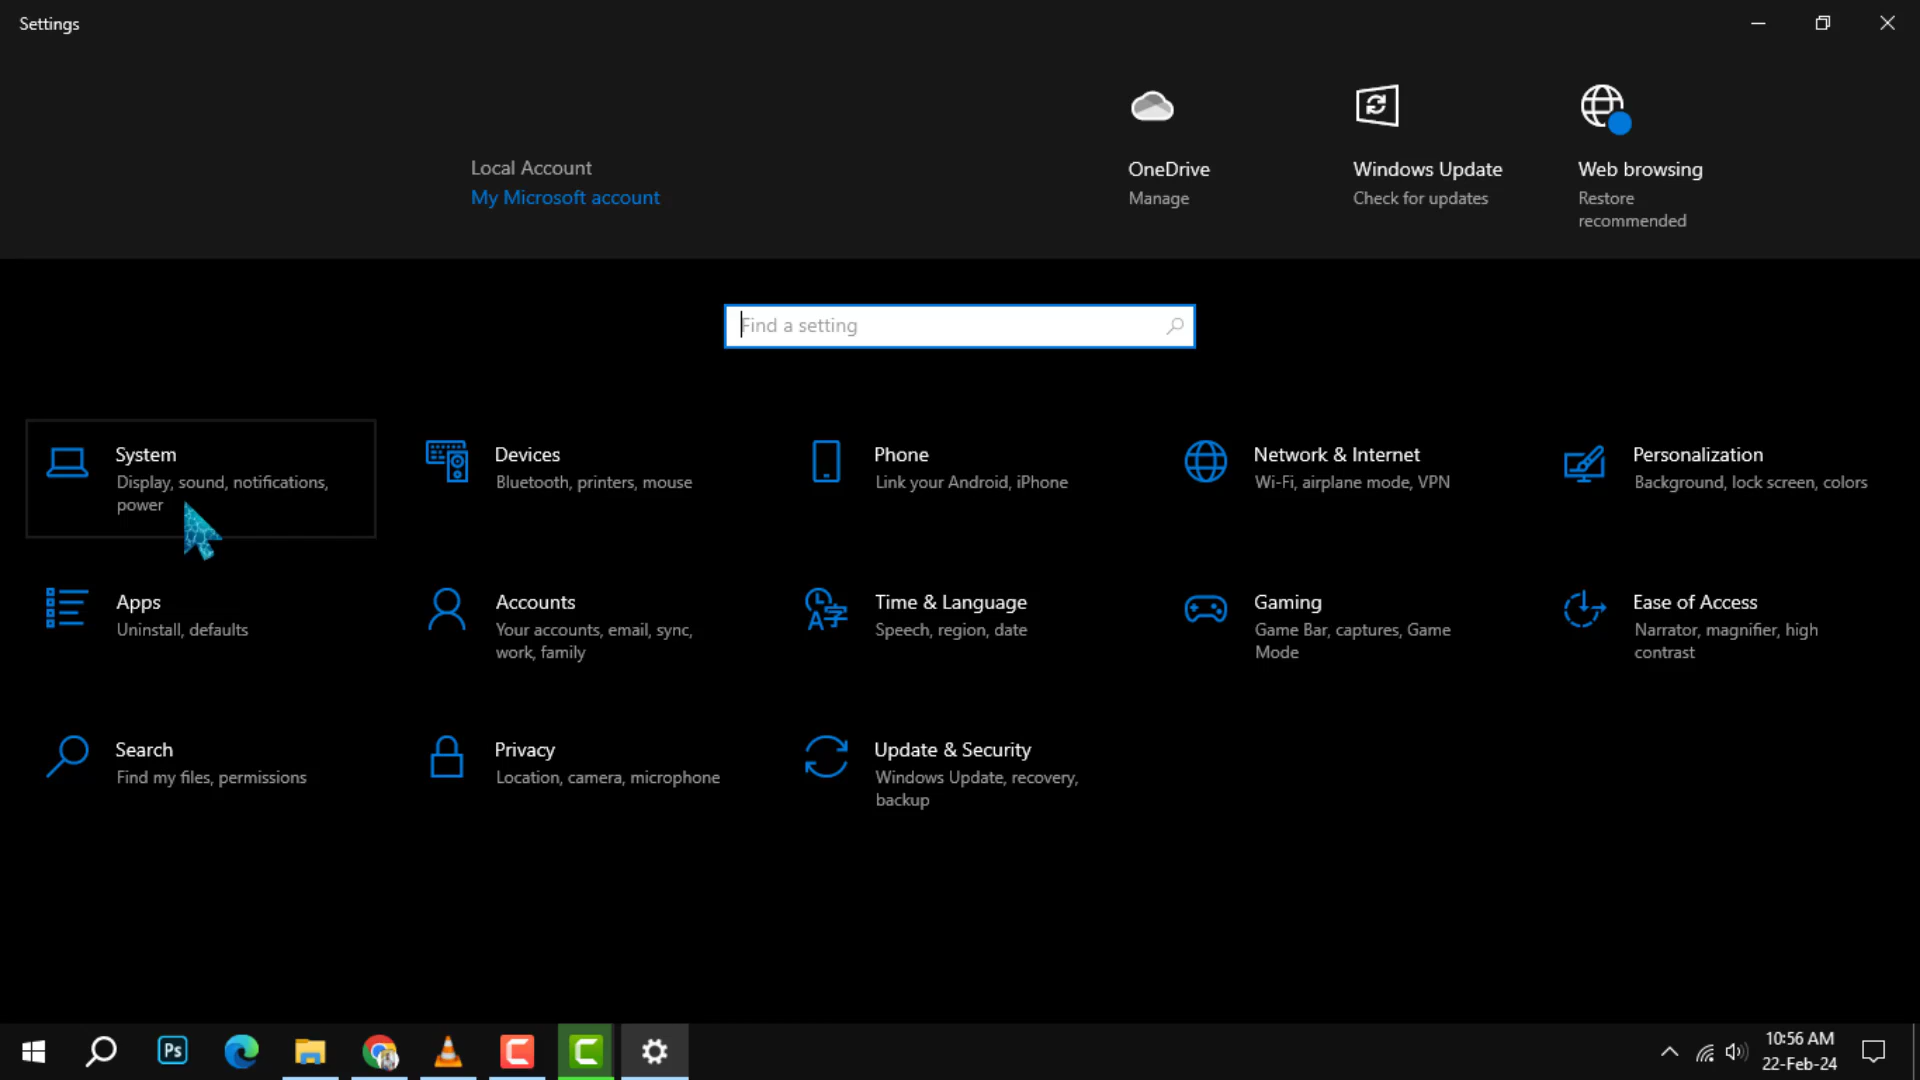 Settings
Local Account
My Microsoft account
OneDrive
Manage
Windows Update
Check for updates
Web browsing
Restore
recommended
Find a setting
System
Display, sound, notifications,
power
Devices
Bluetooth, printers, mouse
Phone
Link your Android, iPhone
Network & Internet
Wi-Fi, airplane mode, VPN
Personalization
Background, lock screen, colors
Apps
Uninstall, defaults
Accounts
Your accounts, email, sync,
work, family
Time & Language
Speech, region, date
Gaming
Game Bar, captures, Game
Mode
Ease of Access
Narrator, magnifier, high
contrast
Search
Find my files, permissions
Privacy
Location, camera, microphone
Update & Security
Windows Update, recovery,
backup
Ps
10:56 AM
22-Feb-24